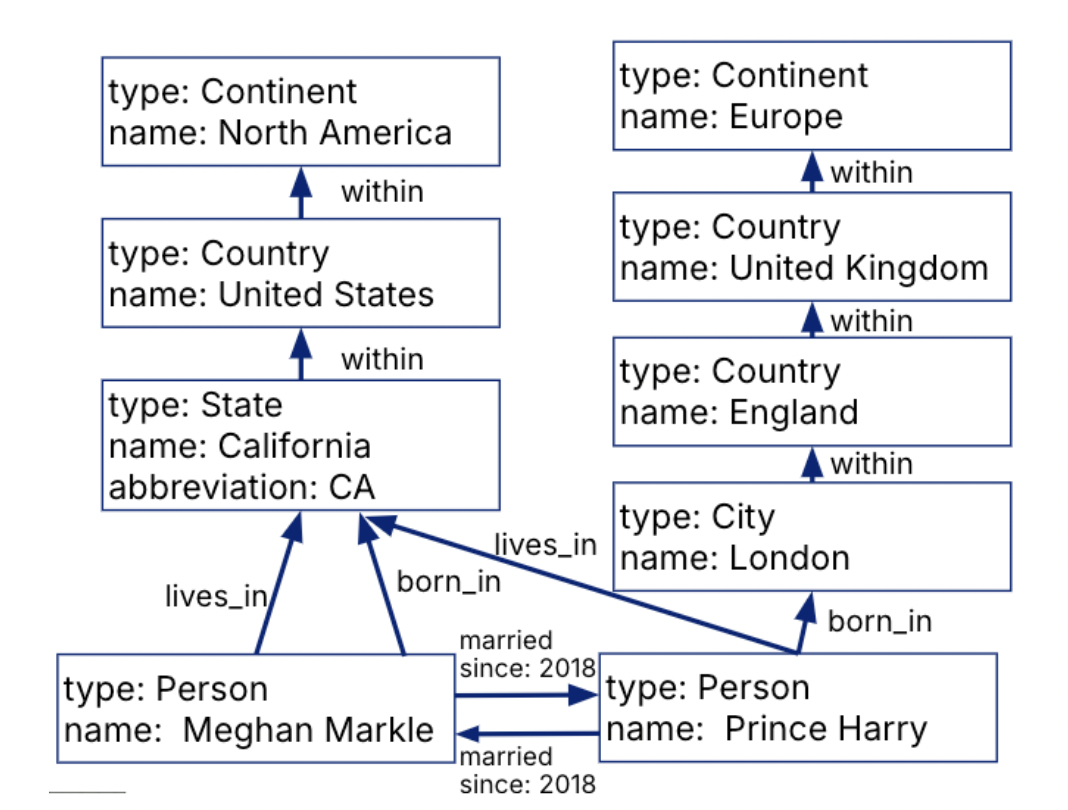 type: Continent
name: North America
within
type: Country
name: United States
within
type: State
name: California
abbreviation: CA
type: Continent
name: Europe
within
type: Country
name: United Kingdom
within
type: Country
name: England
within
type: City
name: London
lives_in
born_in
lives_in
born_in
married
since: 2018
type: Person
name: Meghan Markle
type: Person
name: Prince Harry
married
since: 2018